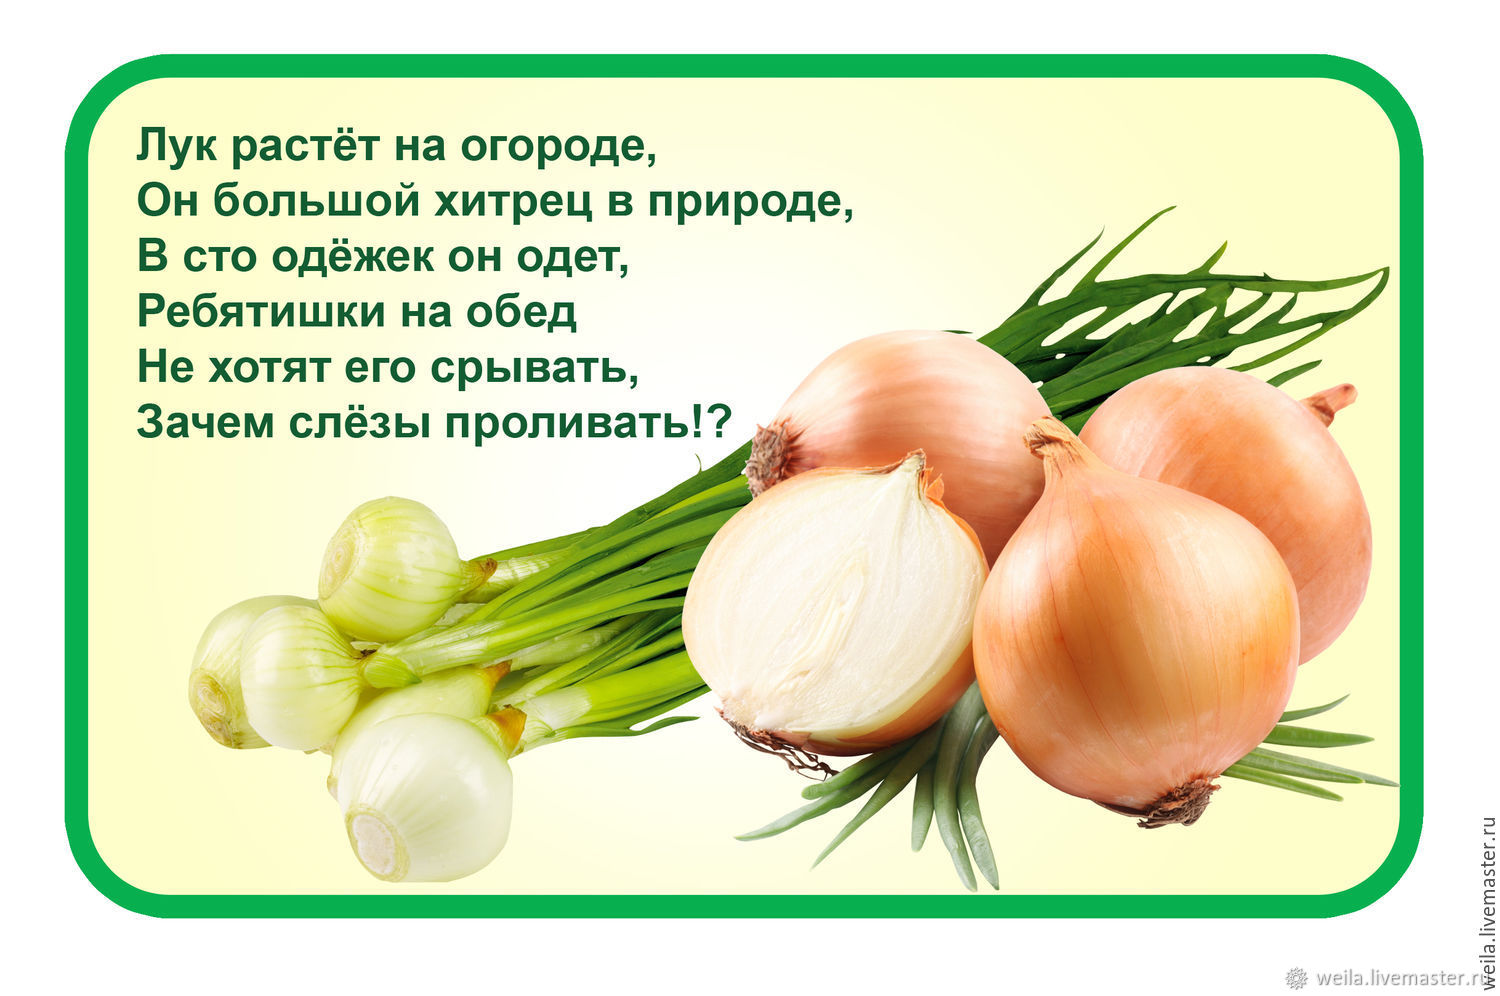 Лук растёт на огороде,
Он большой хитрец в природе,
В сто одёжек он одет,
Ребятишки на обед
Не хотят его срывать,
Зачем слёзы проливать!?
weila.livemaster.ru
weila.livemaster.ru